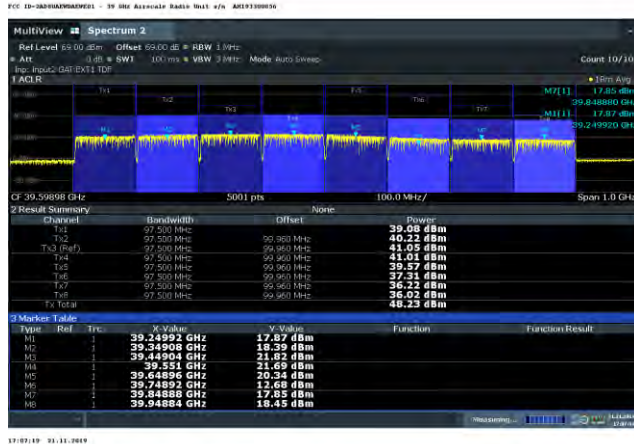 39 GHz Airscale Radio Unit s/n
MultiView Spectrum 2
Ref Level 69.00 dBm Offset 69.00 dB RBW 1 MHz
Att 0 dB SWT 100 ms VBW 3 MHz Mode Auto Sweep Count 10/10
1 ACLR 1Rm Avg
M7[1] 17.85 dBm
39.848880 GHz
M1[1] 17.87 dBm
39.249920 GHz
Tx1 Tx2 Tx3 Tx4 Tx5 Tx6 Tx7
CF 39.59898 GHz 5001 pts 100.0 MHz/ Span 1.0 GHz
2 Result Summary None
Channel Bandwidth Offset Power
Tx1 97.500 MHz 39.08 dBm
Tx2 97.500 MHz 99.960 MHz 40.22 dBm
Tx3 (Ref) 97.500 MHz 99.960 MHz 41.05 dBm
Tx4 97.500 MHz 99.960 MHz 41.01 dBm
Tx5 97.500 MHz 99.960 MHz 39.57 dBm
Tx6 97.500 MHz 99.960 MHz 37.31 dBm
Tx7 97.500 MHz 99.960 MHz 36.22 dBm
Tx8 97.500 MHz 99.960 MHz 36.02 dBm
Tx Total 48.23 dBm
3 Marker Table
Type Ref Trc X-Value Y-Value Function Function Result
M1 1 39.24992 GHz 17.87 dBm
M2 1 39.34908 GHz 18.39 dBm
M3 1 39.44904 GHz 21.82 dBm
M4 1 39.551 GHz 21.69 dBm
M5 1 39.64896 GHz 20.34 dBm
M6 1 39.74892 GHz 12.68 dBm
M7 1 39.84888 GHz 17.85 dBm
M8 1 39.94884 GHz 18.45 dBm
Measuring...
17:07:49 21.11.2019